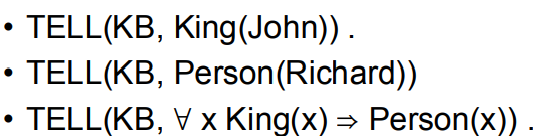 • TELL(KB, King(John)) .
• TELL(KB, Person(Richard))
• TELL(KB, ∀ x King(x) ⇒ Person(x)) .